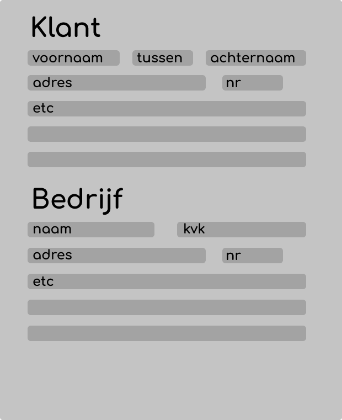 Klant
voornaam tussen achternaam
adres nr
etc
Bedrijf
naam kvk
adres nr
etc